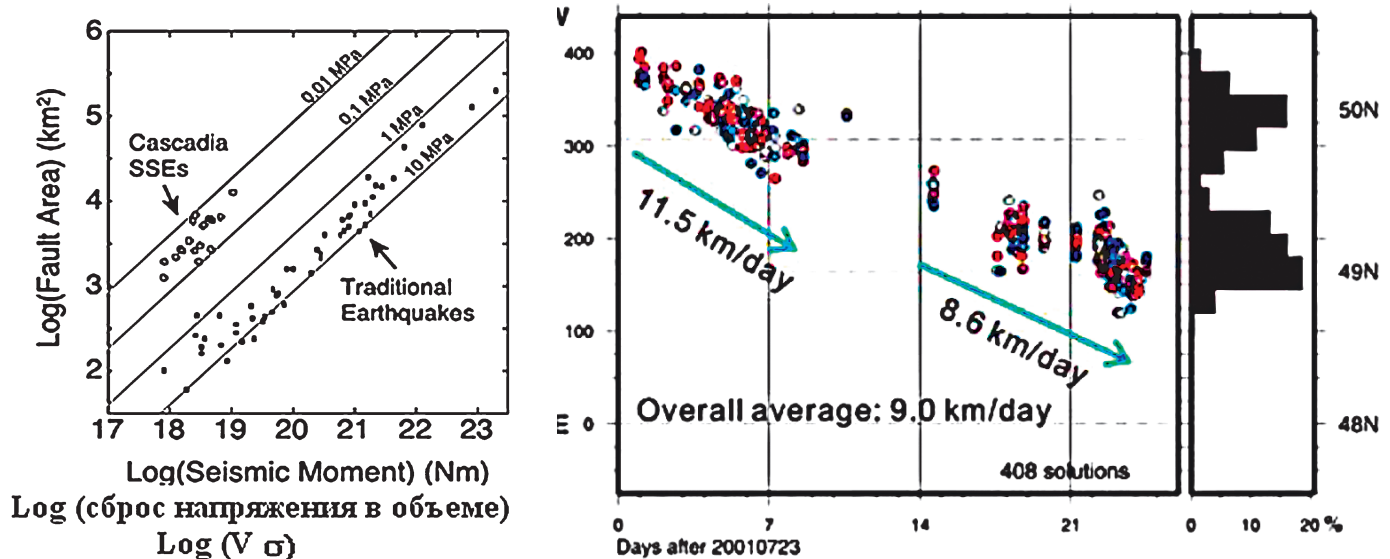 6
5
4
3
2
Log(Fault Area) (km²)
0.01 MPa
0.1 MPa
1 MPa
10 MPa
Cascadia
SSEs
Traditional
Earthquakes
17 18 19 20 21 22 23
Log(Seismic Moment) (Nm)
Log (сброс напряжения в объеме)
Log (V σ)
400
300
200
100
0
11.5 km/day
8.6 km/day
Overall average: 9.0 km/day
408 solutions
0 7 14 21
Days after 20010723
50N
49N
48N
0 10 20 %